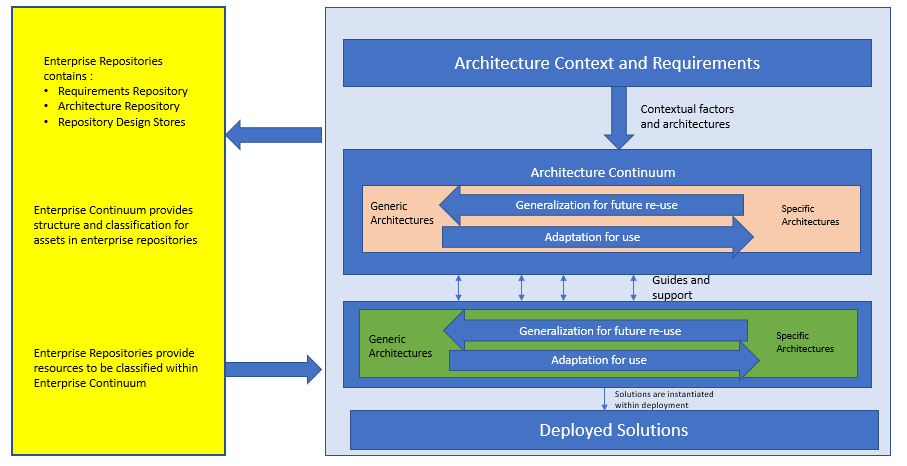 Enterprise Repositories
contains :
• Requirements Repository
• Architecture Repository
• Repository Design Stores
Enterprise Continuum provides
structure and classification for
assets in enterprise repositories
Enterprise Repositories provide
resources to be classified within
Enterprise Continuum
Architecture Context and Requirements
Contextual factors
and architectures
Architecture Continuum
Generic
Architectures
Generalization for future re-use
Adaptation for use
Specific
Architectures
Guides and
support
Generic
Architectures
Generalization for future re-use
Adaptation for use
Specific
Architectures
Solutions are instantiated
within deployment
Deployed Solutions